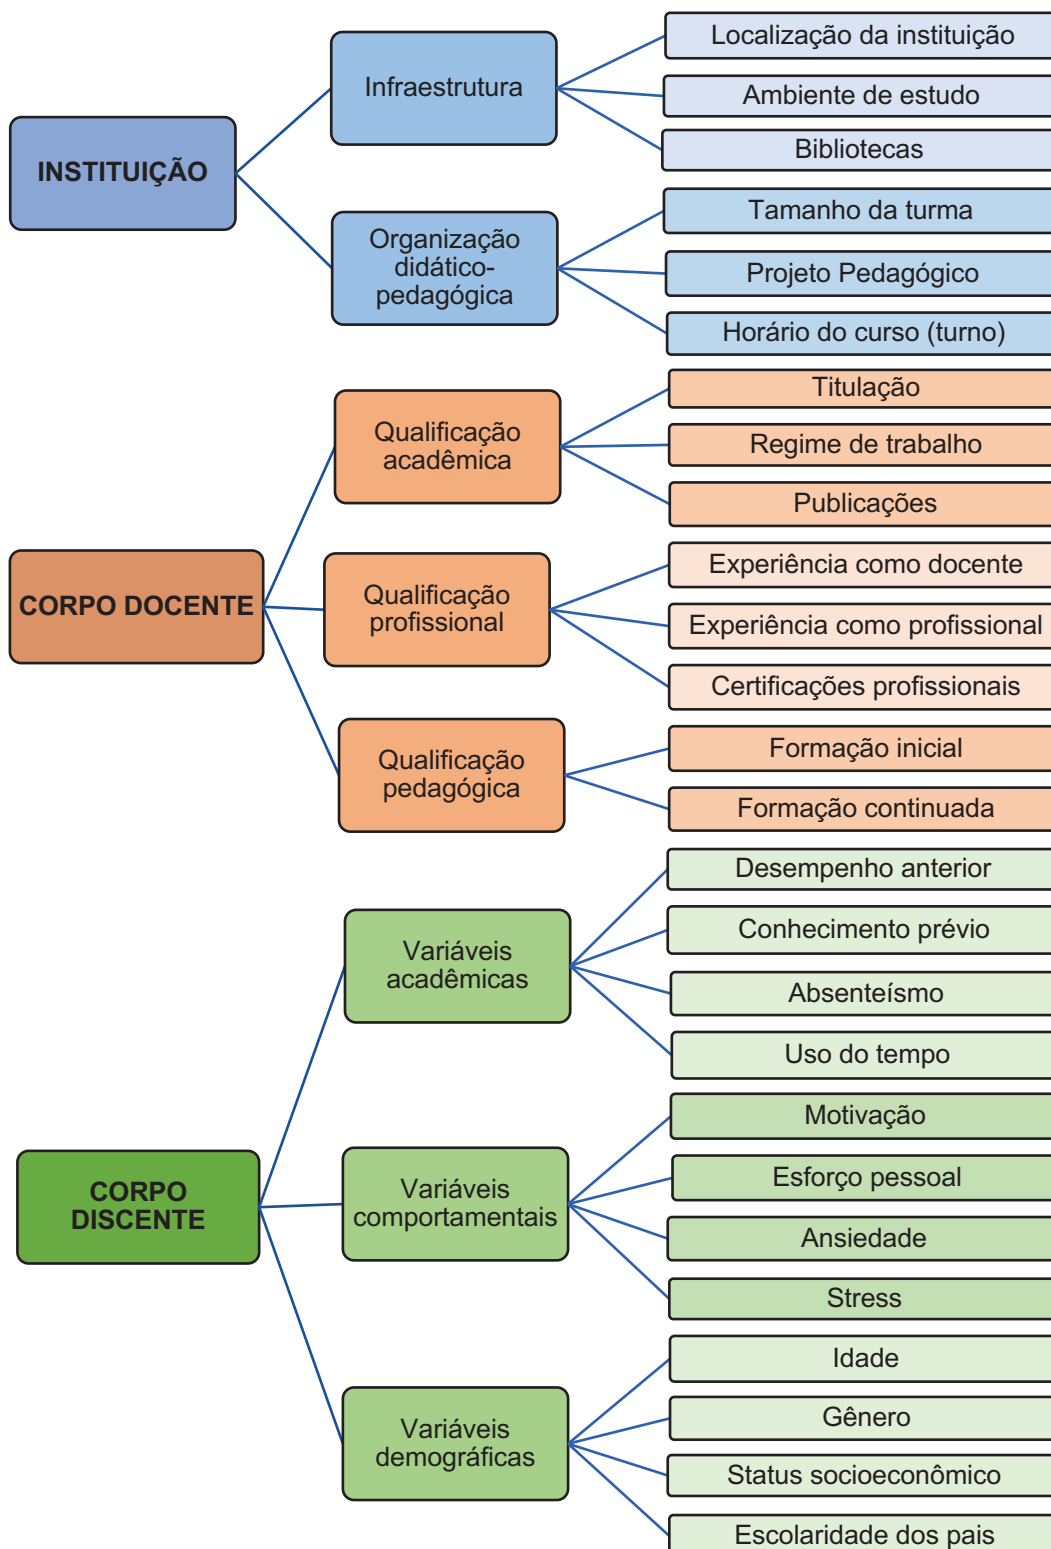 INSTITUIÇÃO
Infraestrutura
Localização da instituição
Ambiente de estudo
Bibliotecas
Organização
didático-
pedagógica
Tamanho da turma
Projeto Pedagógico
Horário do curso (turno)
CORPO DOCENTE
Qualificação
acadêmica
Titulação
Regime de trabalho
Publicações
Qualificação
profissional
Experiência como docente
Experiência como profissional
Certificações profissionais
Qualificação
pedagógica
Formação inicial
Formação continuada
CORPO
DISCENTE
Variáveis
acadêmicas
Desempenho anterior
Conhecimento prévio
Absenteísmo
Uso do tempo
Variáveis
comportamentais
Motivação
Esforço pessoal
Ansiedade
Stress
Variáveis
demográficas
Idade
Gênero
Status socioeconômico
Escolaridade dos pais